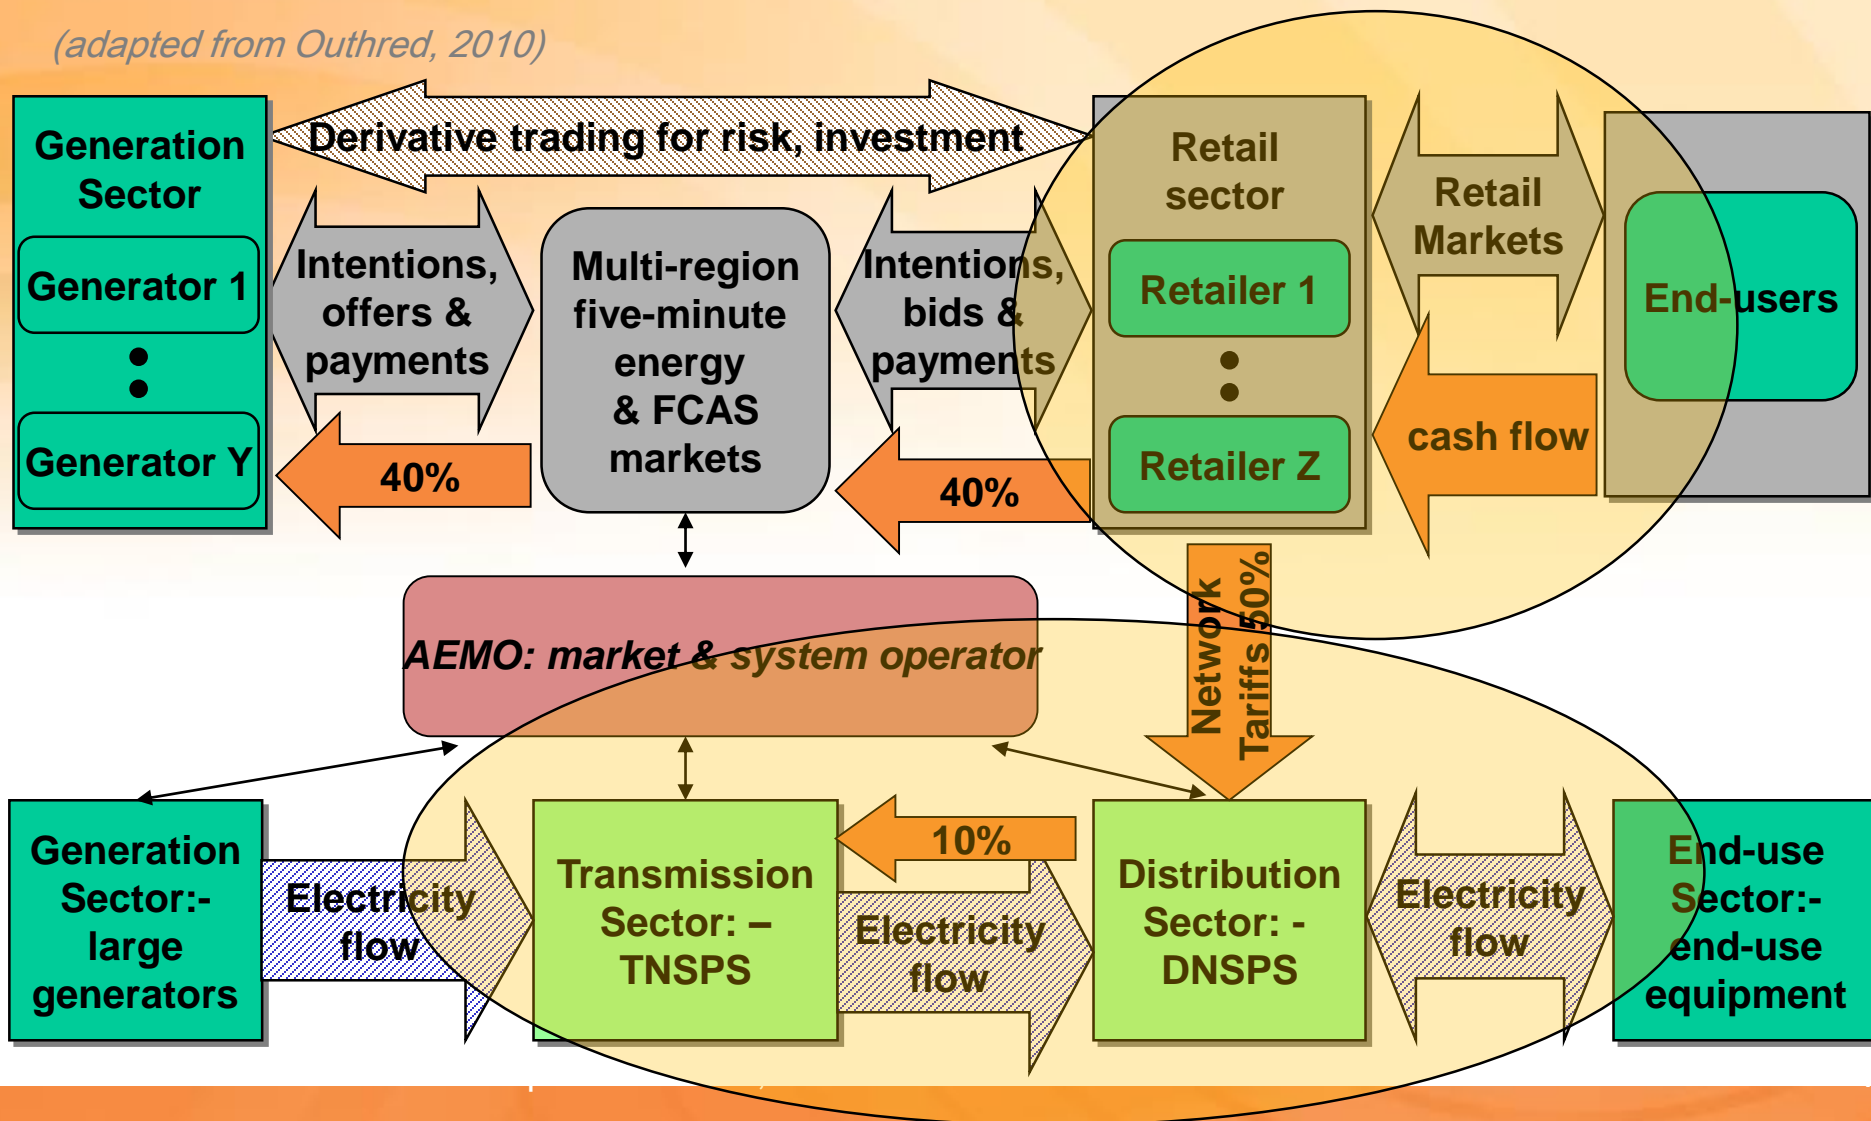 (adapted from Outhred, 2010)
Generation
Sector
Generator 1
Generator Y
Derivative trading for risk, investment
Intentions,
offers &
payments
40%
Multi-region
five-minute
energy
& FCAS
markets
Intentions,
bids &
payments
40%
Retail
sector
Retailer 1
Retailer Z
Retail
Markets
cash flow
End-users
Network
Tariffs 50%
AEMO: market & system operator
Generation
Sector:-
large
generators
Electricity
flow
Transmission
Sector: –
TNSPS
10%
Electricity
flow
Distribution
Sector: -
DNSPS
Electricity
flow
End-use
Sector:-
end-use
equipment